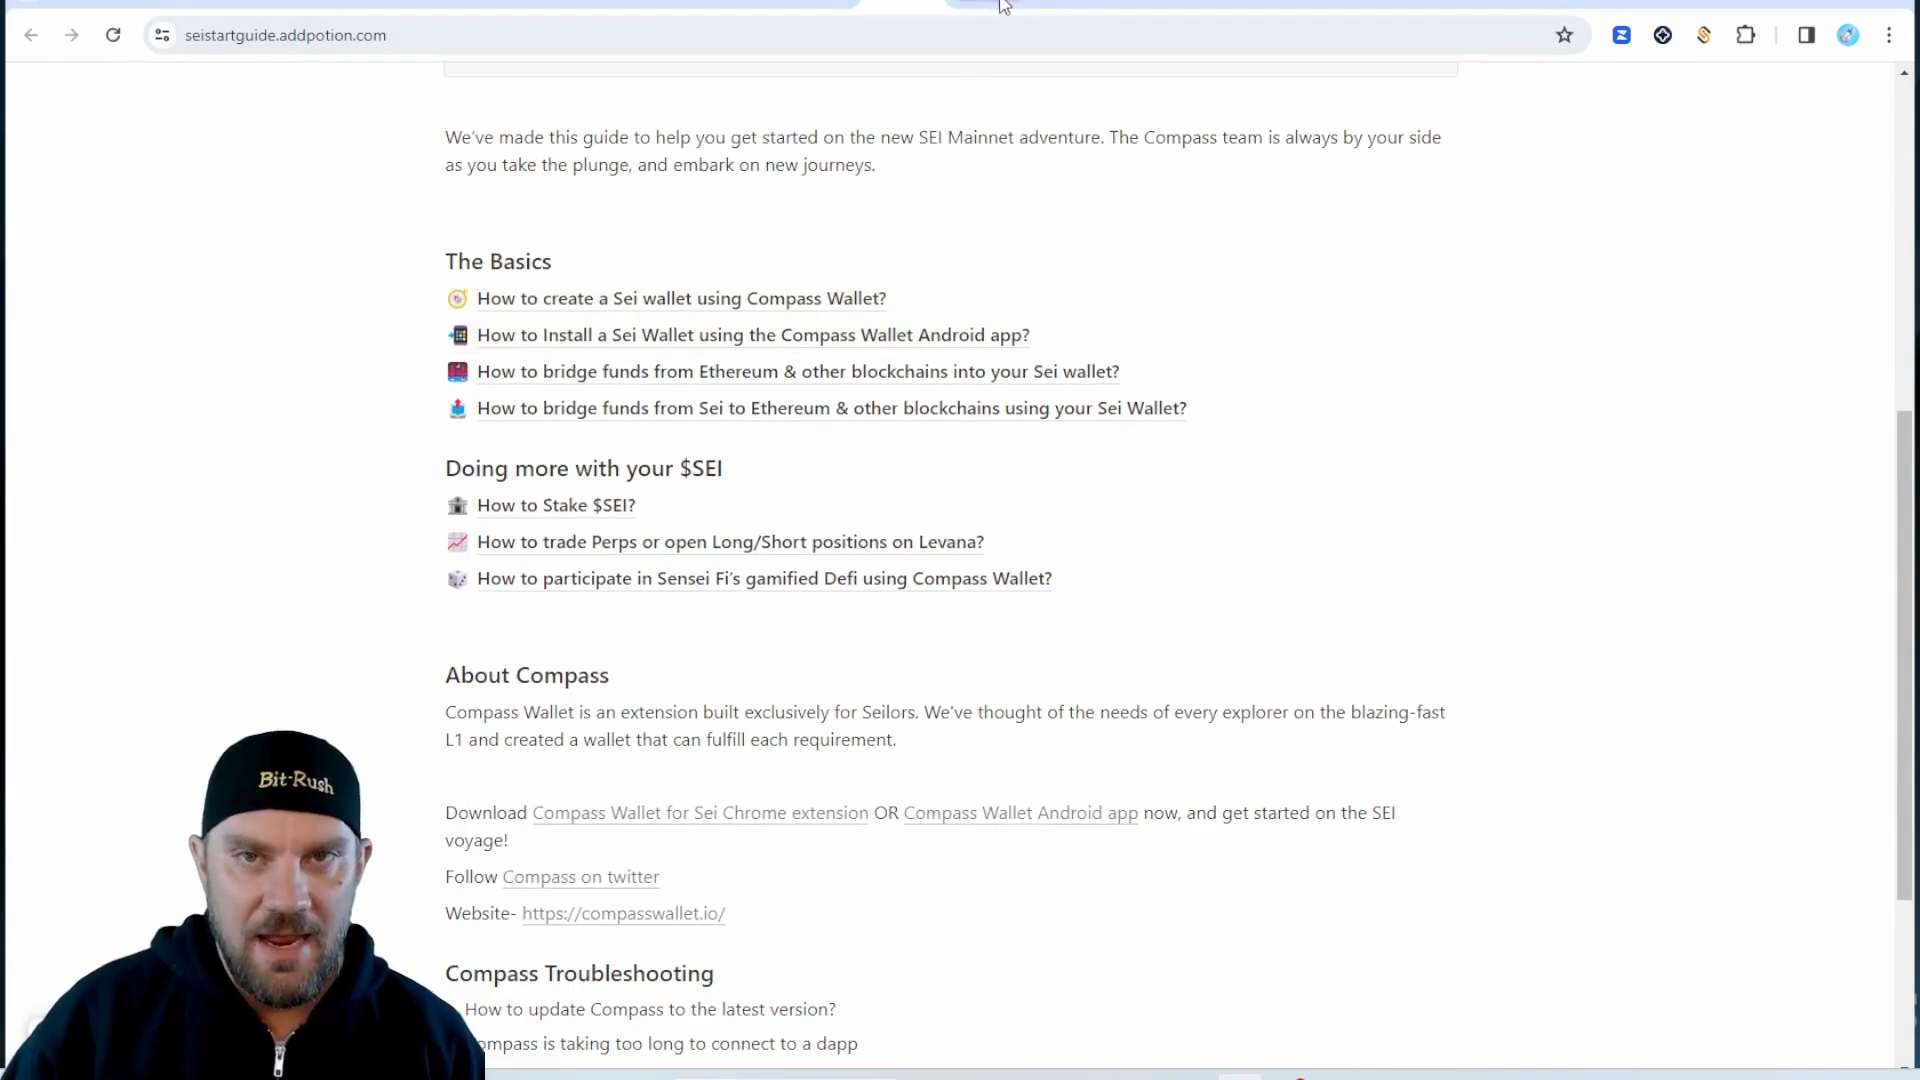 seistartguide.addpotion.com
We've made this guide to help you get started on the new SEI Mainnet adventure. The Compass team is always by your side
as you take the plunge, and embark on new journeys.
The Basics
How to create a Sei wallet using Compass Wallet?
How to Install a Sei Wallet using the Compass Wallet Android app?
How to bridge funds from Ethereum & other blockchains into your Sei wallet?
How to bridge funds from Sei to Ethereum & other blockchains using your Sei Wallet?
Doing more with your $SEI
How to Stake $SEI?
How to trade Perps or open Long/Short positions on Levana?
How to participate in Sensei Fi's gamified Defi using Compass Wallet?
About Compass
Compass Wallet is an extension built exclusively for Seilors. We've thought of the needs of every explorer on the blazing-fast
L1 and created a wallet that can fulfill each requirement.
Download Compass Wallet for Sei Chrome extension OR Compass Wallet Android app now, and get started on the SEI
voyage!
Follow Compass on twitter
Website- https://compasswallet.io/
Compass Troubleshooting
How to update Compass to the latest version?
ompass is taking too long to connect to a dapp
Bit-Rush